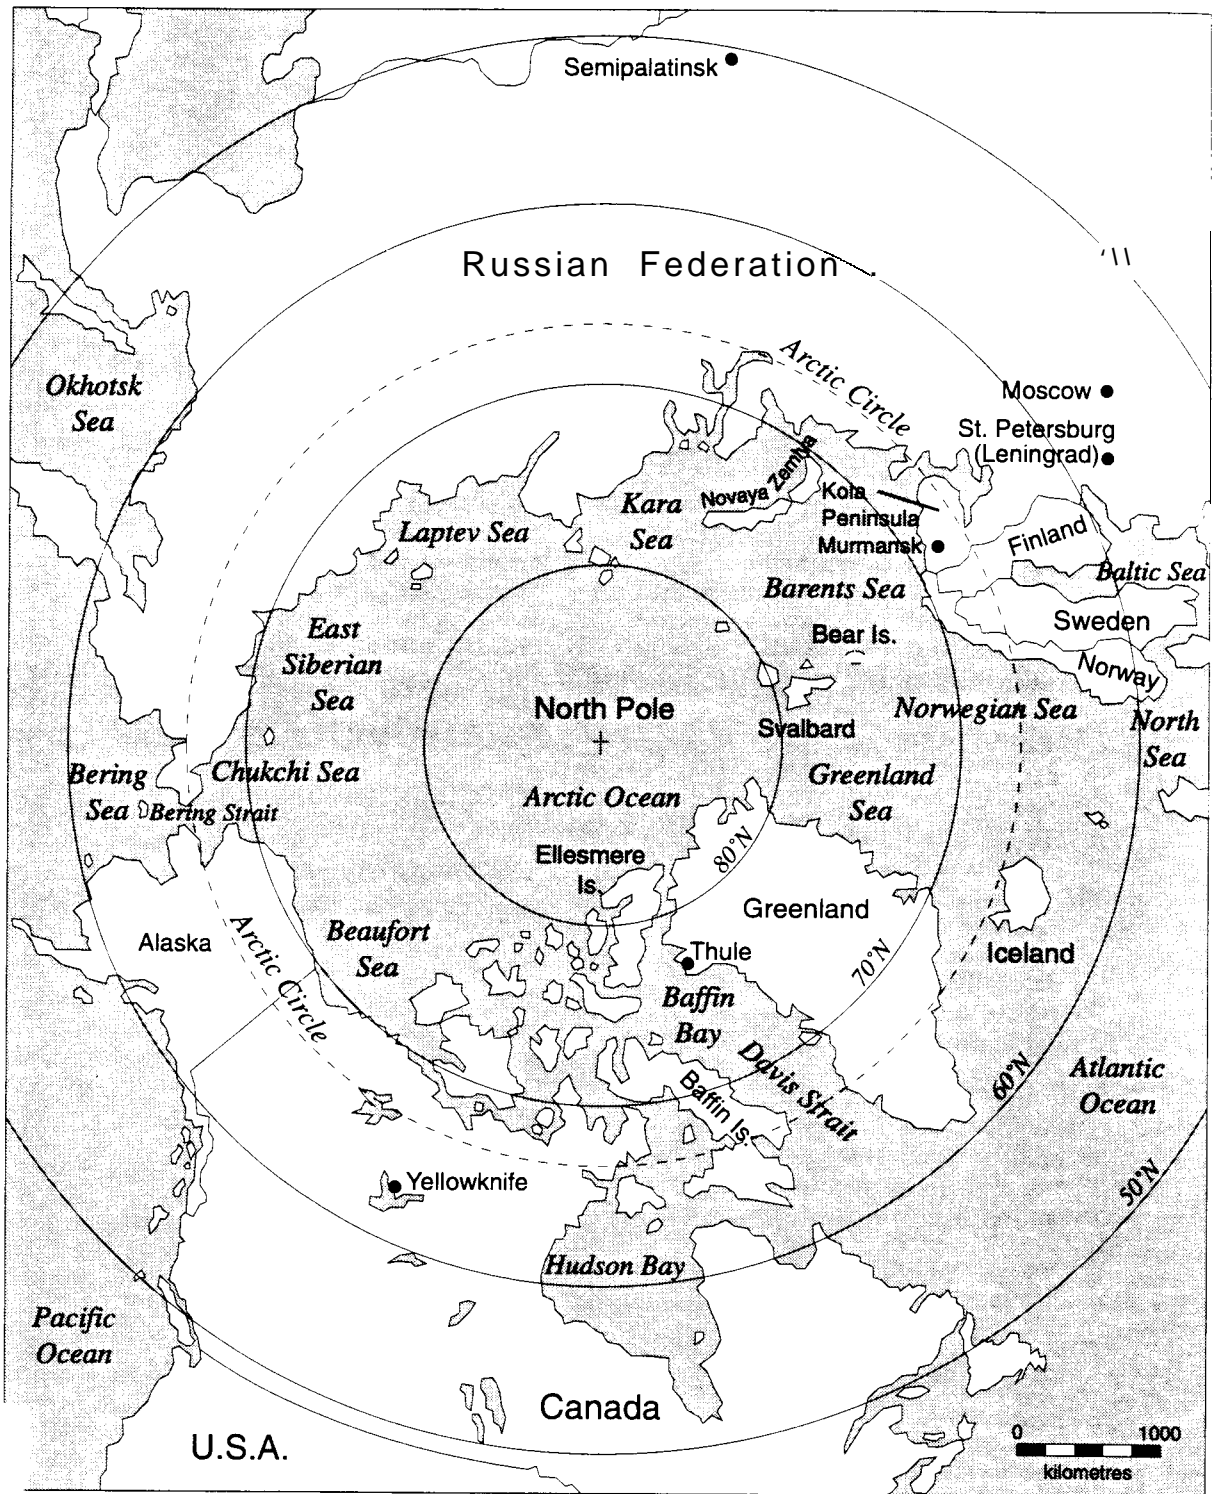 Semipalatinsk
Russian Federation
Okhotsk
Sea
Arctic Circle
Moscow
St. Petersburg
(Leningrad)
Novaya Zemlya
Kola
Peninsula
Murmansk
Finland
Kara
Sea
Laptev Sea
Barents Sea
Baltic Sea
Bear Is.
Sweden
East
Siberian
Sea
Norway
North Pole
Svalbard
Norwegian Sea
North
Sea
Bering
Sea
Chukchi Sea
Bering Strait
Arctic Ocean
Greenland
Sea
Ellesmere
Is.
80°N
Greenland
Alaska
Arctic Circle
Beaufort
Sea
Thule
70°N
Iceland
Baffin
Bay
Davis Strait
Baffin Is.
60°N
Atlantic
Ocean
Yellowknife
50°N
Hudson Bay
Pacific
Ocean
Canada
U.S.A.
0 1000
kilometres